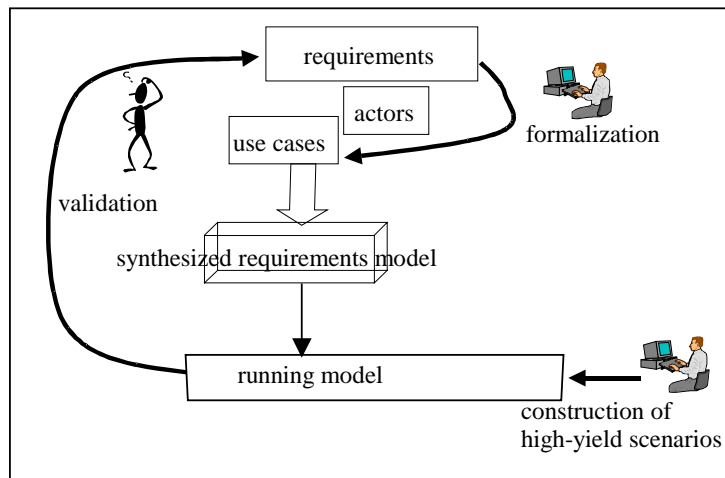 requirements
actors
use cases
formalization
validation
synthesized requirements model
running model
construction of
high-yield scenarios